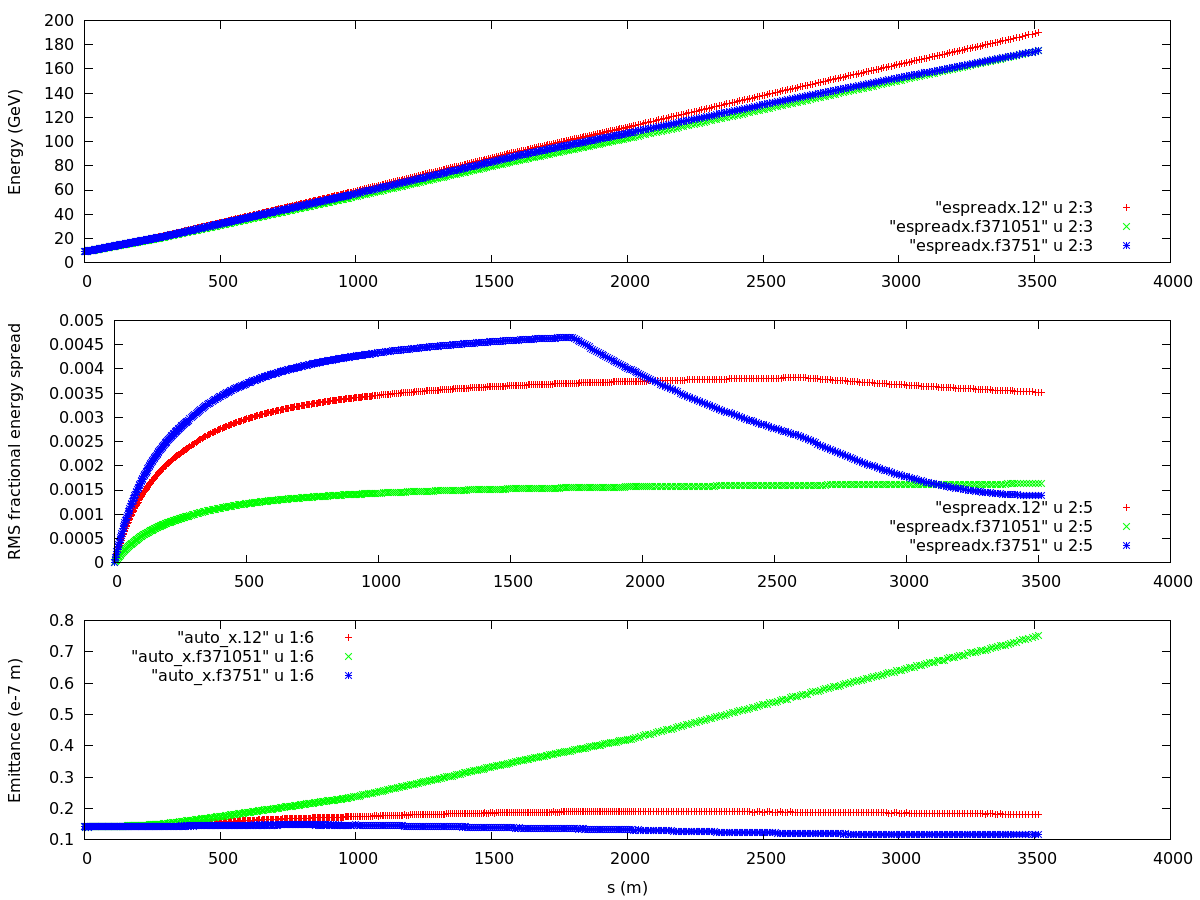 200
180
160
140
120
100
80
60
40
20
0
Energy (GeV)
"espreadx.12" u 2:3
"espreadx.f371051" u 2:3
"espreadx.f3751" u 2:3
0 500 1000 1500 2000 2500 3000 3500 4000
0.005
0.0045
0.004
0.0035
0.003
0.0025
0.002
0.0015
0.001
0.0005
0
RMS fractional energy spread
"espreadx.12" u 2:5
"espreadx.f371051" u 2:5
"espreadx.f3751" u 2:5
0 500 1000 1500 2000 2500 3000 3500 4000
0.8
0.7
0.6
0.5
0.4
0.3
0.2
0.1
Emittance (e-7 m)
"auto_x.12" u 1:6
"auto_x.f371051" u 1:6
"auto_x.f3751" u 1:6
0 500 1000 1500 2000 2500 3000 3500 4000
s (m)